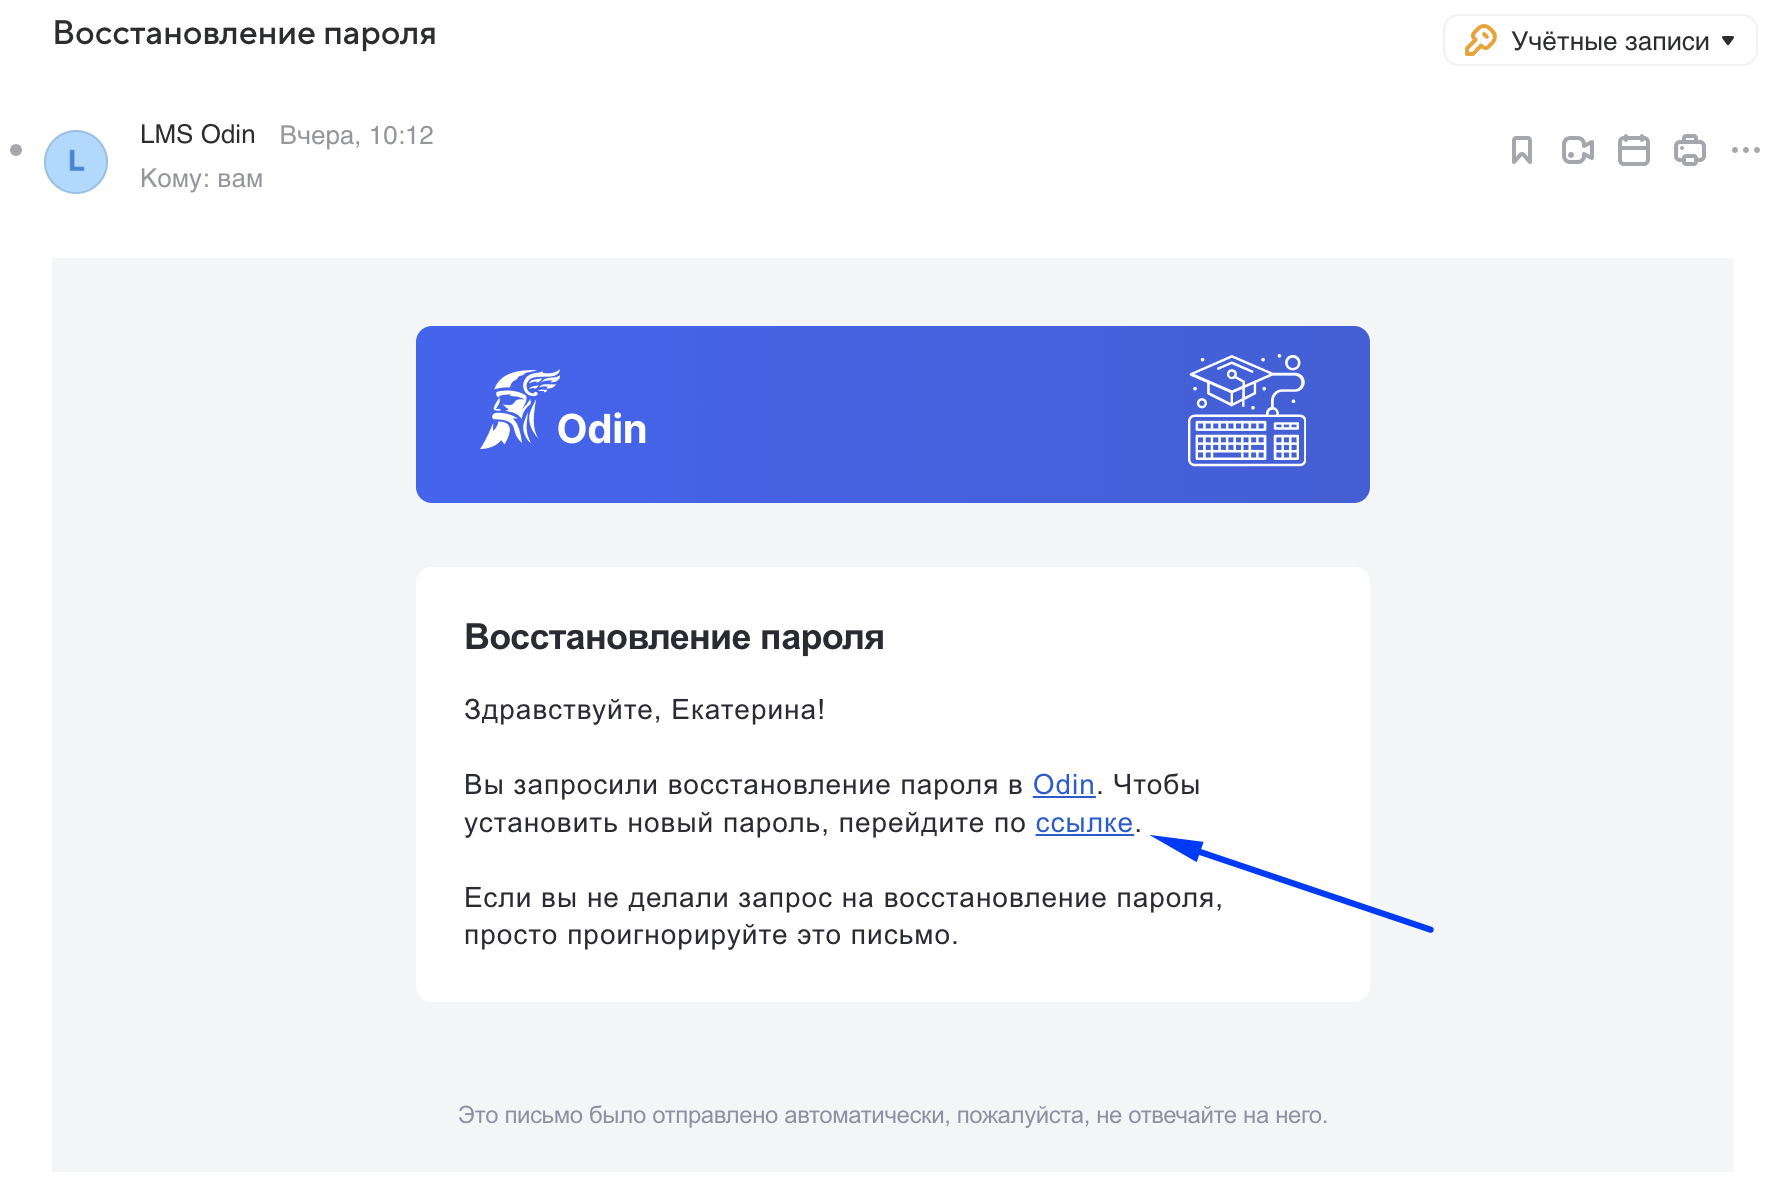 Восстановление пароля
Учётные записи
L
LMS Odin Вчера, 10:12
Кому: вам
Odin
Восстановление пароля
Здравствуйте, Екатерина!
Вы запросили восстановление пароля в Odin. Чтобы
установить новый пароль, перейдите по ссылке.
Если вы не делали запрос на восстановление пароля,
просто проигнорируйте это письмо.
Это письмо было отправлено автоматически, пожалуйста, не отвечайте на него.